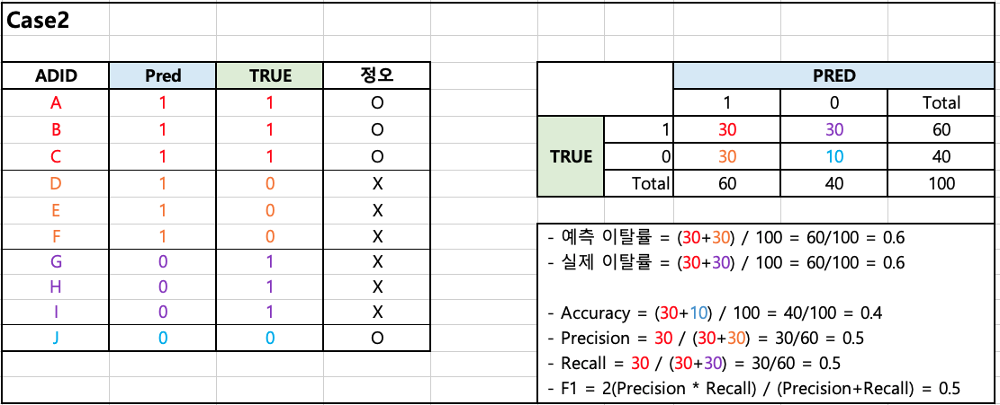 Case2
ADID Pred TRUE 정오
A 1 1 O
B 1 1 O
C 1 1 O
D 1 0 X
E 1 0 X
F 1 0 X
G 0 1 X
H 0 1 X
I 0 1 X
J 0 0 O
PRED
1 0 Total
1 30 30 60
TRUE 0 30 10 40
Total 60 40 100
- 예측 이탈률 = (30+30) / 100 = 60/100 = 0.6
- 실제 이탈률 = (30+30) / 100 = 60/100 = 0.6
- Accuracy = (30+10) / 100 = 40/100 = 0.4
- Precision = 30 / (30+30) = 30/60 = 0.5
- Recall = 30 / (30+30) = 30/60 = 0.5
- F1 = 2(Precision * Recall) / (Precision+Recall) = 0.5